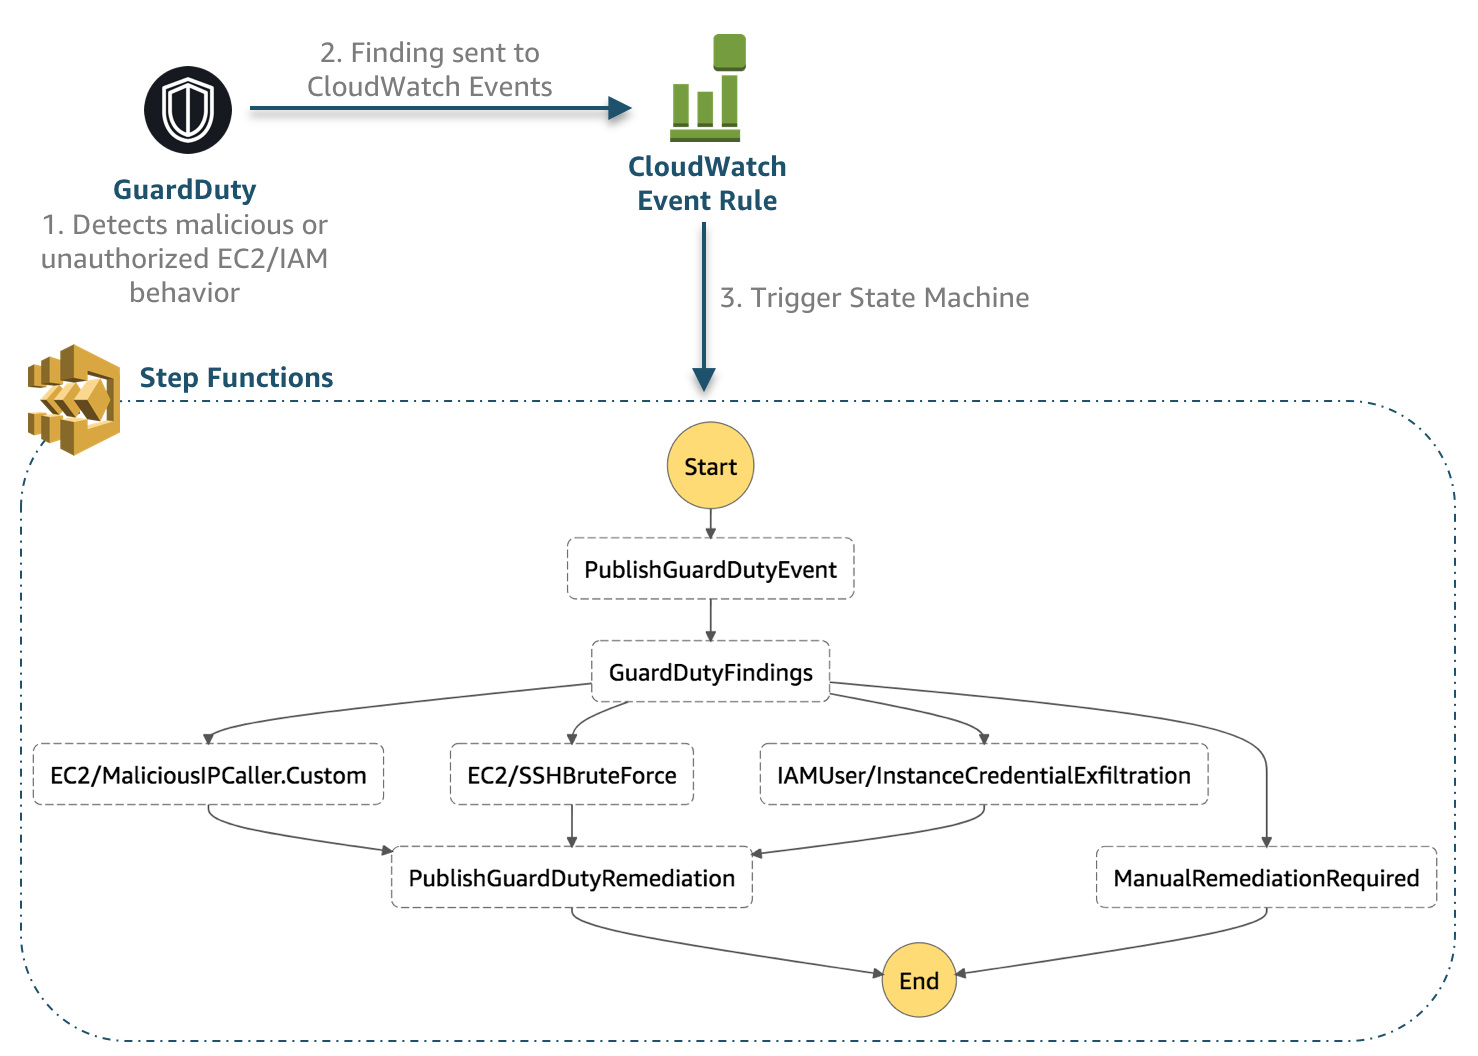 2. Finding sent to
CloudWatch Events
GuardDuty
1. Detects malicious or
unauthorized EC2/IAM
behavior
CloudWatch
Event Rule
3. Trigger State Machine
Step Functions
Start
PublishGuardDutyEvent
GuardDutyFindings
EC2/MaliciousIPCaller.Custom
EC2/SSHBruteForce
IAMUser/InstanceCredentialExfiltration
PublishGuardDutyRemediation
ManualRemediationRequired
End